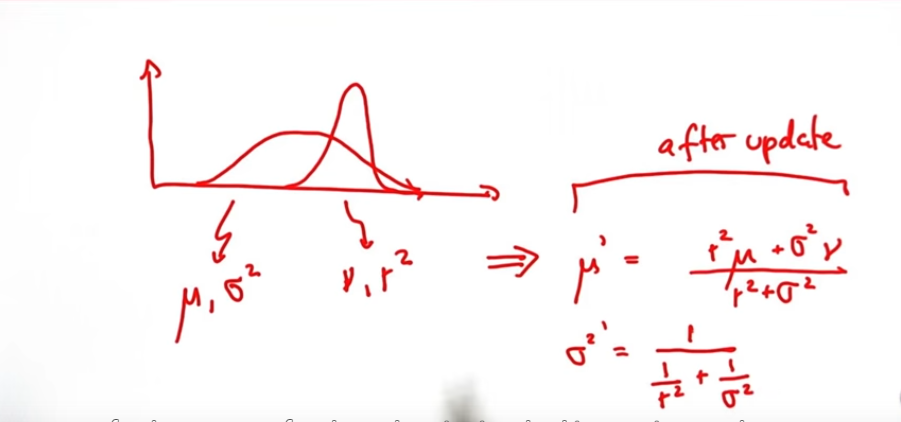 after update
μ, σ²
ν, r²
⇒ μ' = (r²μ + σ²ν) / (r² + σ²)
σ²' = 1 / (1/r² + 1/σ²)